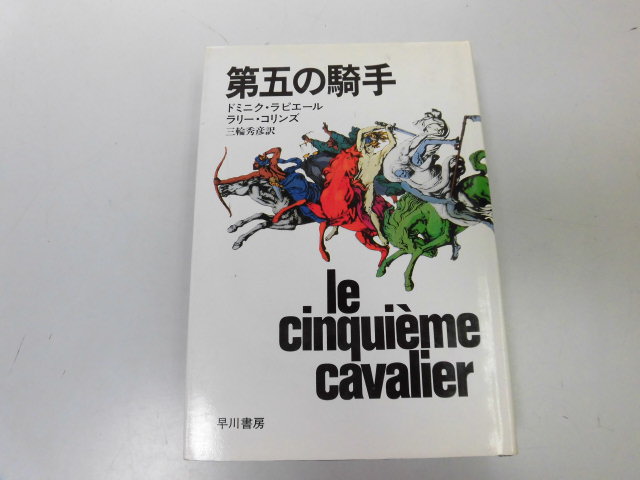 第五の騎手
ドミニク・ラピエール
ラリー・コリンズ
三輪秀彦訳
le
cinquième
cavalier
早川書房